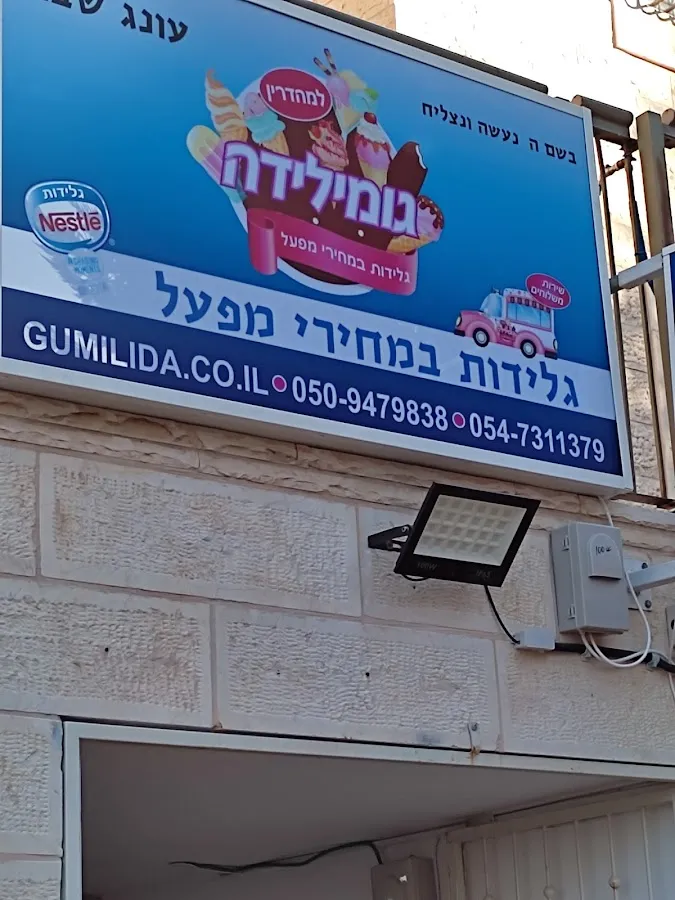 עונג
בשם ה נעשה ונצליח
למהדרין
גומילידה
גלידות במחירי מפעל
גלידות
Nestlē
שירות
משלוחים
גלידות במחירי מפעל
GUMILIDA.CO.IL • 050-9479838 • 054-7311379